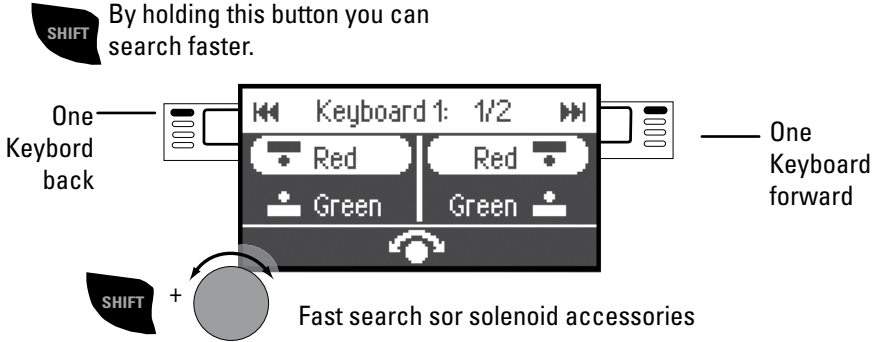 SHIFT
By holding this button you can
search faster.
One
Keybord
back
Keyboard 1: 1/2
Red Red
Green Green
One
Keyboard
forward
SHIFT +
Fast search sor solenoid accessories